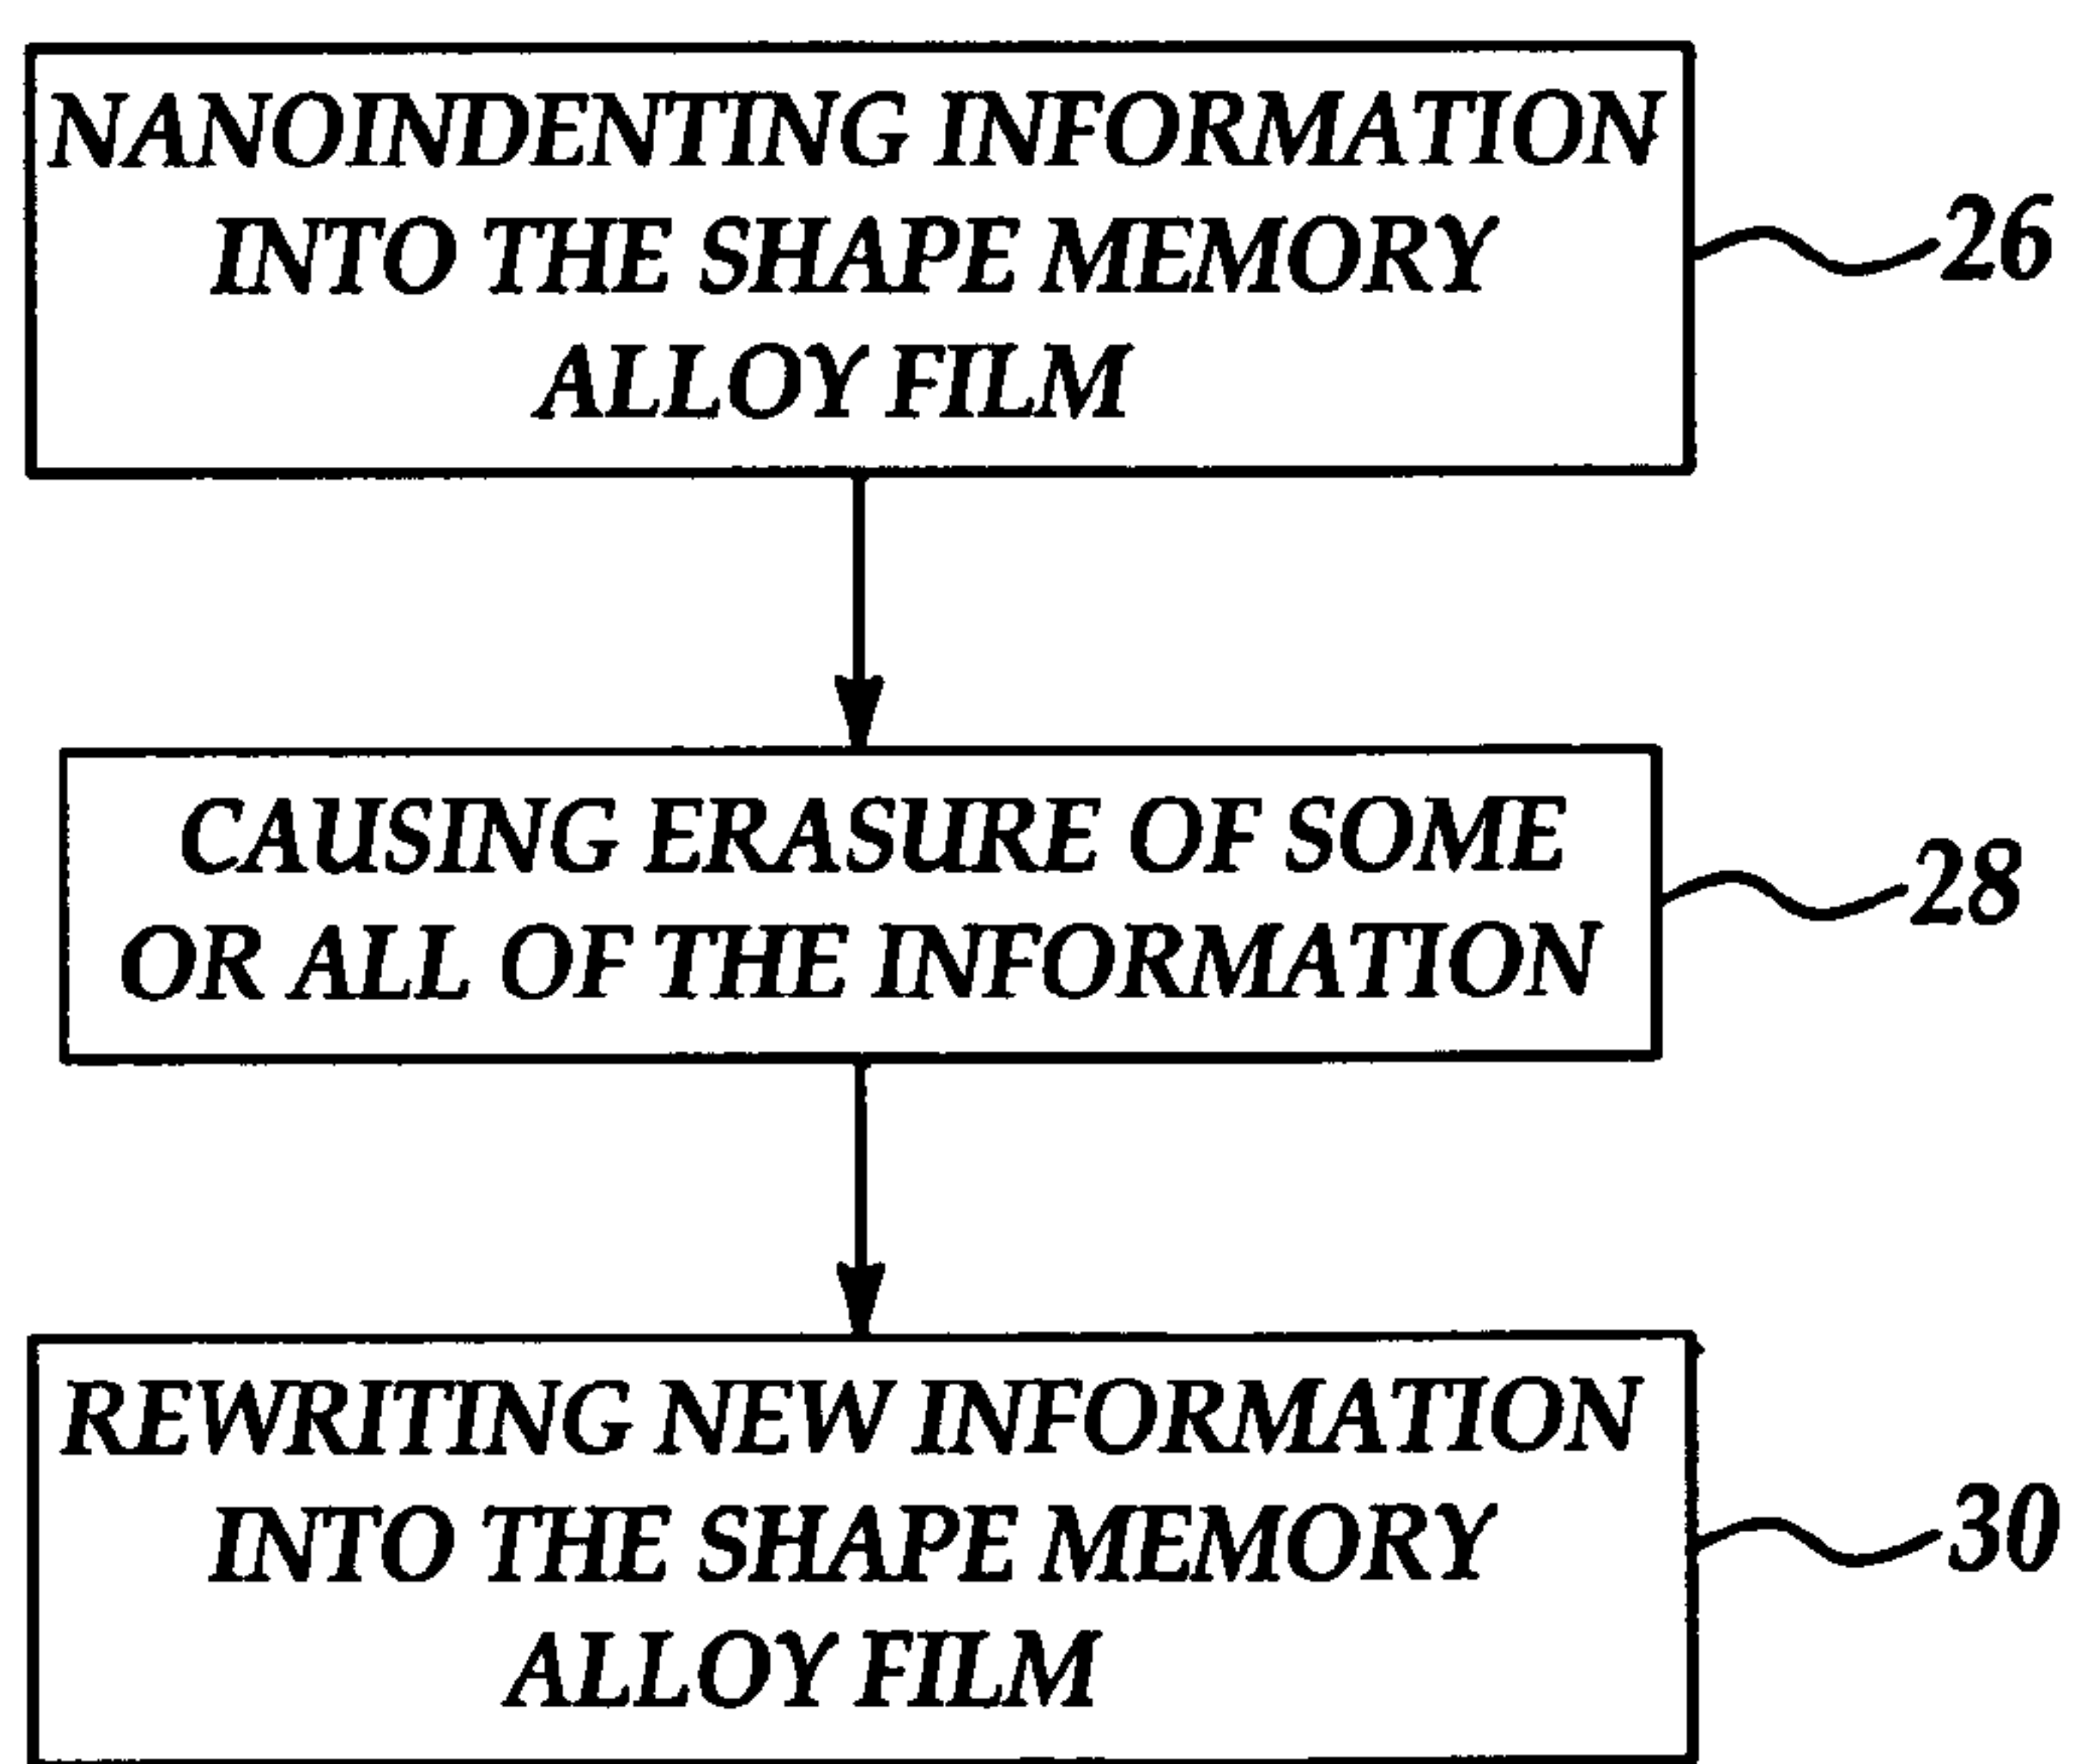 NANOINDENTING INFORMATION
INTO THE SHAPE MEMORY
ALLOY FILM
26
CAUSING ERASURE OF SOME
OR ALL OF THE INFORMATION
28
REWRITING NEW INFORMATION
INTO THE SHAPE MEMORY
ALLOY FILM
30